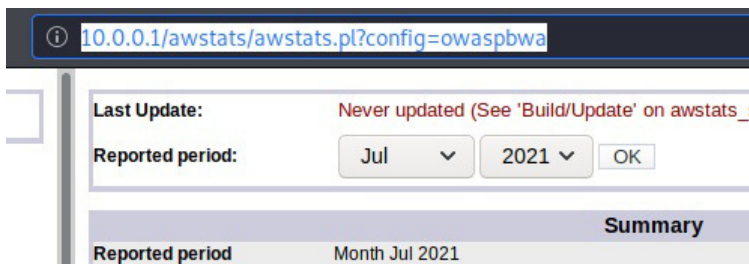 10.0.0.1/awstats/awstats.pl?config=owaspbwa
Last Update: Never updated (See 'Build/Update' on awstats_
Reported period: Jul 2021 OK
Summary
Reported period Month Jul 2021